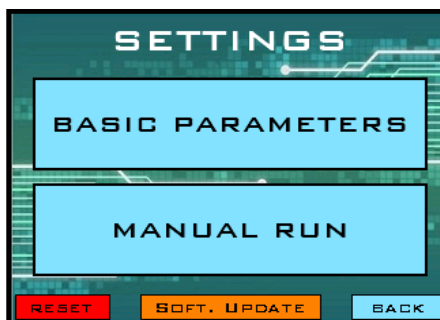 SETTINGS
BASIC PARAMETERS
MANUAL RUN
RESET SOFT. UPDATE BACK